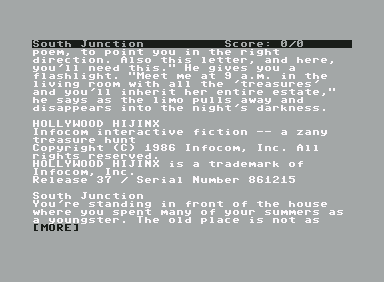 South Junction Score: 0/0
poem, to point you in the right
direction. Also this letter, and here,
you'll need this." He gives you a
flashlight. "Meet me at 9 a.m. in the
living room with all the 'treasures'
and you'll inherit her entire estate,"
he says as the limo pulls away and
disappears into the night's darkness.
HOLLYWOOD HIJINX
Infocom interactive fiction -- a zany
treasure hunt
Copyright (C) 1986 Infocom, Inc. All
rights reserved.
HOLLYWOOD HIJINX is a trademark of
Infocom, Inc.
Release 37 / Serial Number 861215
South Junction
You're standing in front of the house
where you spent many of your summers as
a youngster. The old place is not as
[MORE]